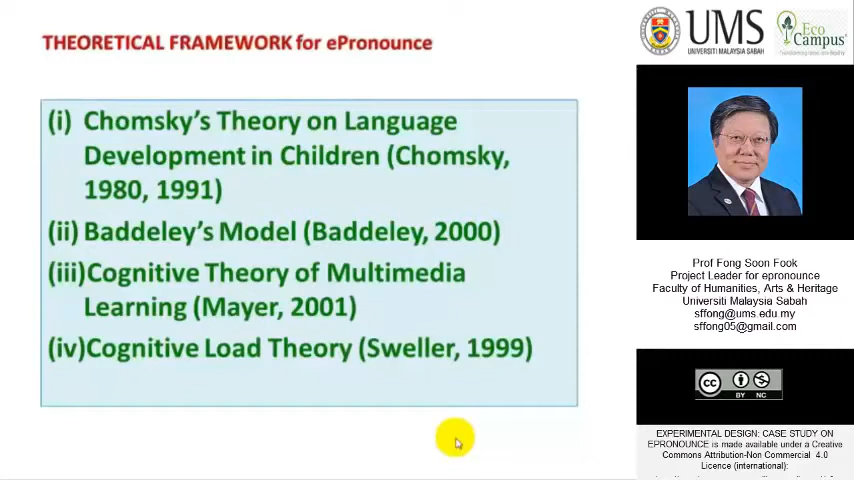 THEORETICAL FRAMEWORK for ePronounce
(i) Chomsky's Theory on Language
Development in Children (Chomsky,
1980, 1991)
(ii) Baddeley's Model (Baddeley, 2000)
(iii)Cognitive Theory of Multimedia
Learning (Mayer, 2001)
(iv)Cognitive Load Theory (Sweller, 1999)
UMS
UNIVERSITI MALAYSIA SABAH
Eco
Campus
Prof Fong Soon Fook
Project Leader for epronounce
Faculty of Humanities, Arts & Heritage
Universiti Malaysia Sabah
sffong@ums.edu.my
sffong05@gmail.com
cc
BY NC
EXPERIMENTAL DESIGN: CASE STUDY ON
EPRONOUNCE is made available under a Creative
Commons Attribution-Non Commercial 4.0
Licence (international):